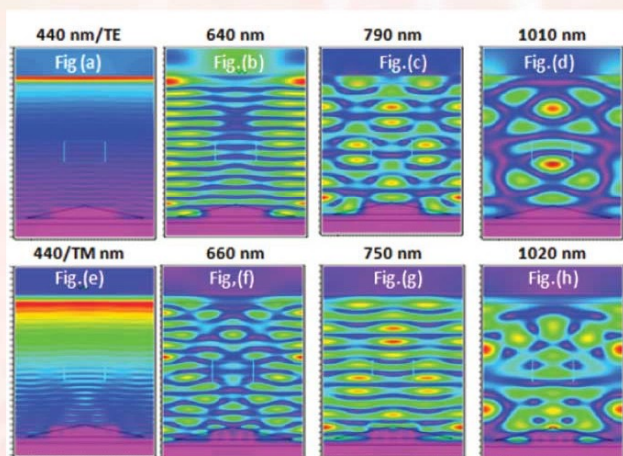 440 nm/TE 640 nm 790 nm 1010 nm
Fig (a) Fig.(b) Fig.(c) Fig.(d)
440/TM nm 660 nm 750 nm 1020 nm
Fig.(e) Fig,(f) Fig.(g) Fig.(h)